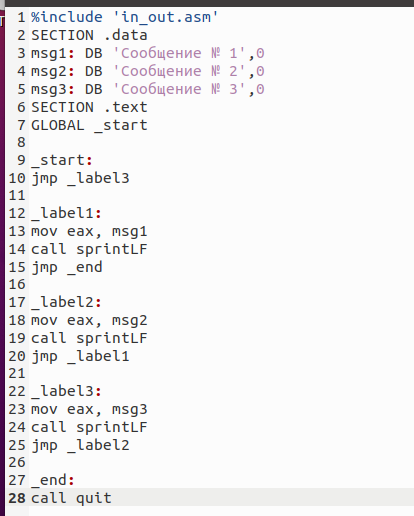 1 %include 'in_out.asm'
2 SECTION .data
3 msg1: DB 'Сообщение № 1',0
4 msg2: DB 'Сообщение № 2',0
5 msg3: DB 'Сообщение № 3',0
6 SECTION .text
7 GLOBAL _start
8
9 _start:
10 jmp _label3
11
12 _label1:
13 mov eax, msg1
14 call sprintLF
15 jmp _end
16
17 _label2:
18 mov eax, msg2
19 call sprintLF
20 jmp _label1
21
22 _label3:
23 mov eax, msg3
24 call sprintLF
25 jmp _label2
26
27 _end:
28 call quit